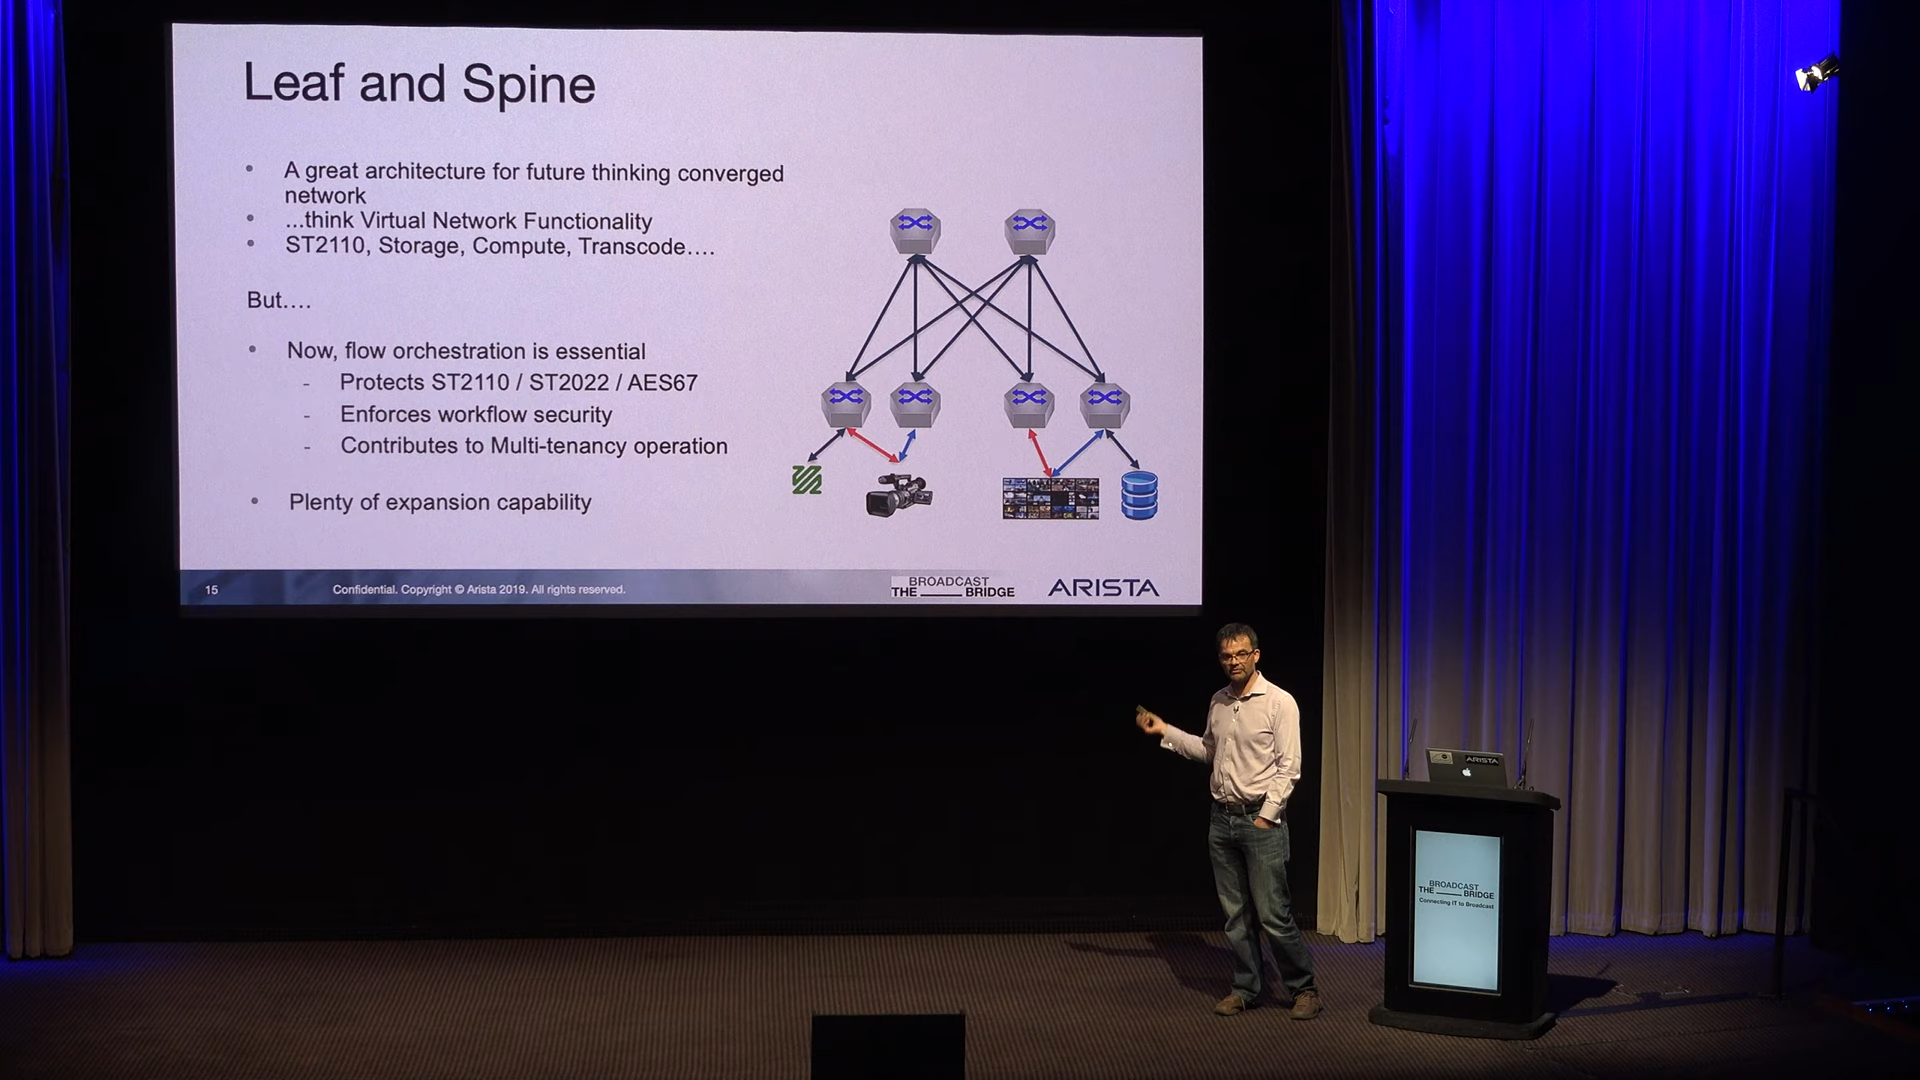 Leaf and Spine
• A great architecture for future thinking converged
network
• ...think Virtual Network Functionality
• ST2110, Storage, Compute, Transcode....
But....
• Now, flow orchestration is essential
- Protects ST2110 / ST2022 / AES67
- Enforces workflow security
- Contributes to Multi-tenancy operation
• Plenty of expansion capability
15
Confidential. Copyright © Arista 2019. All rights reserved.
BROADCAST
THE ____ BRIDGE
ARISTA
ARISTA
BROADCAST
THE ____ BRIDGE
Connecting IT to Broadcast